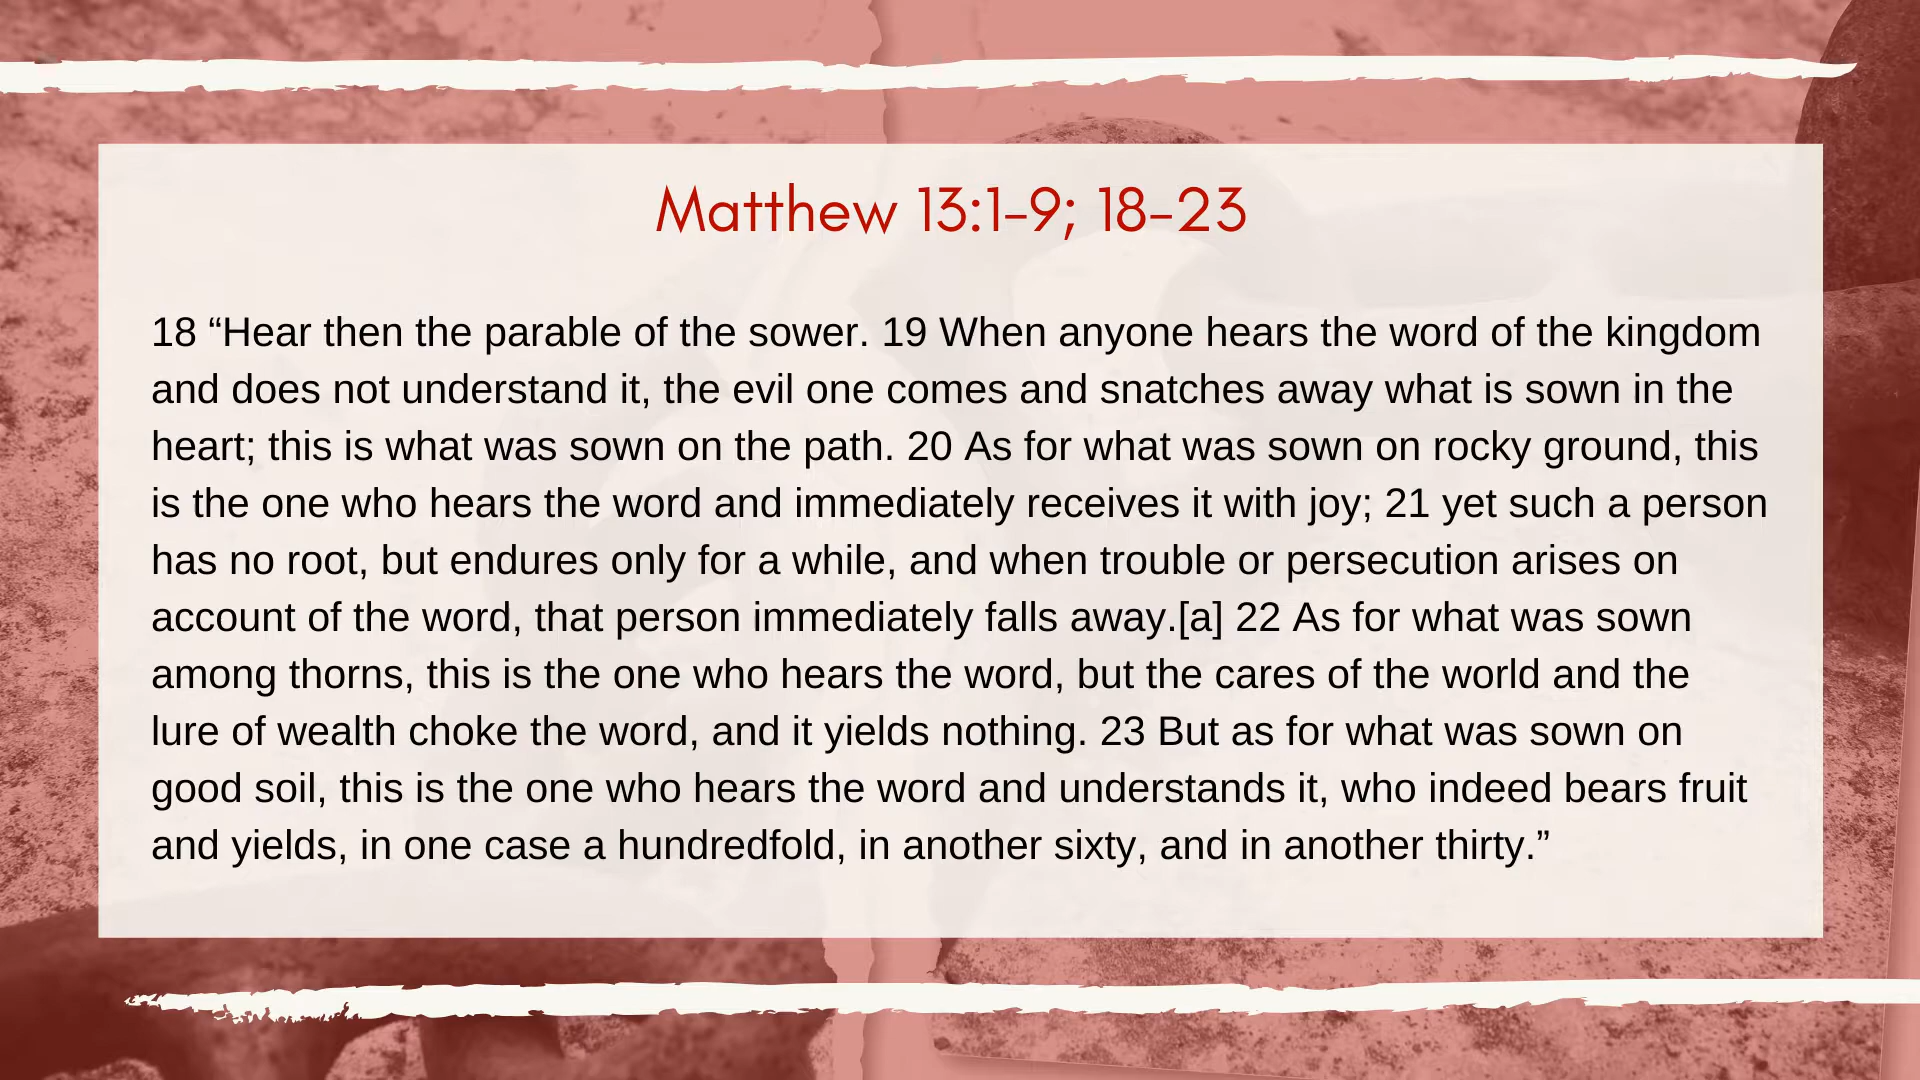 Matthew 13:1-9; 18-23
18 “Hear then the parable of the sower. 19 When anyone hears the word of the kingdom
and does not understand it, the evil one comes and snatches away what is sown in the
heart; this is what was sown on the path. 20 As for what was sown on rocky ground, this
is the one who hears the word and immediately receives it with joy; 21 yet such a person
has no root, but endures only for a while, and when trouble or persecution arises on
account of the word, that person immediately falls away.[a] 22 As for what was sown
among thorns, this is the one who hears the word, but the cares of the world and the
lure of wealth choke the word, and it yields nothing. 23 But as for what was sown on
good soil, this is the one who hears the word and understands it, who indeed bears fruit
and yields, in one case a hundredfold, in another sixty, and in another thirty.”